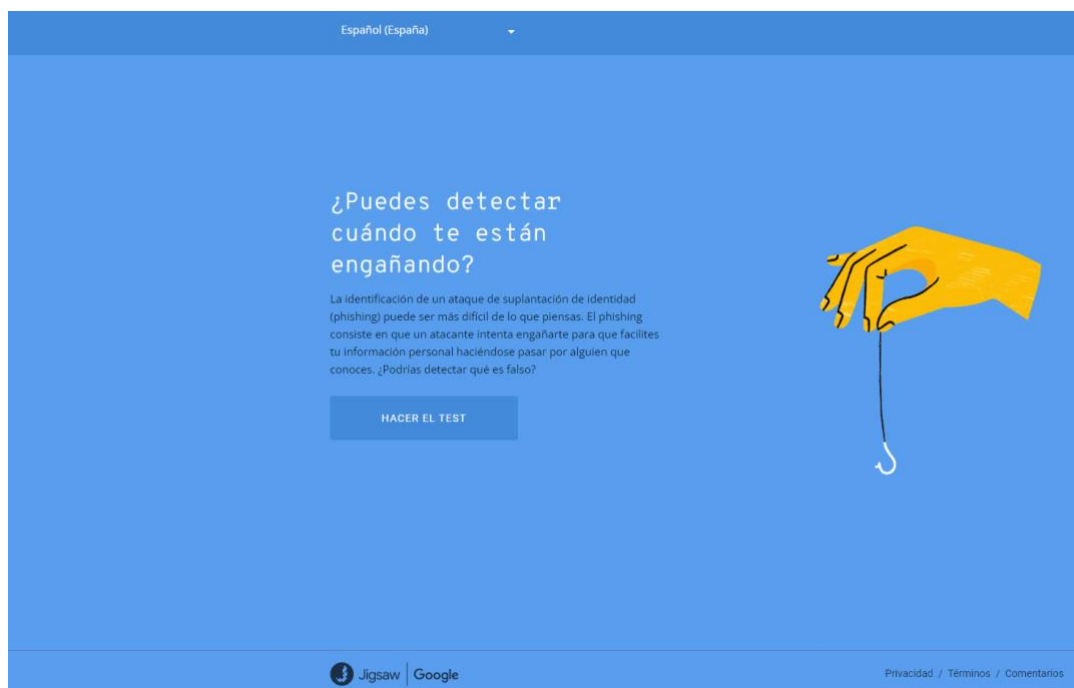 Español (España)
¿Puedes detectar
cuándo te están
engañando?
La identificación de un ataque de suplantación de identidad
(phishing) puede ser más difícil de lo que piensas. El phishing
consiste en que un atacante intenta engañarte para que facilites
tu información personal haciéndose pasar por alguien que
conoces. ¿Podrías detectar qué es falso?
HACER EL TEST
Jigsaw | Google
Privacidad / Términos / Comentarios